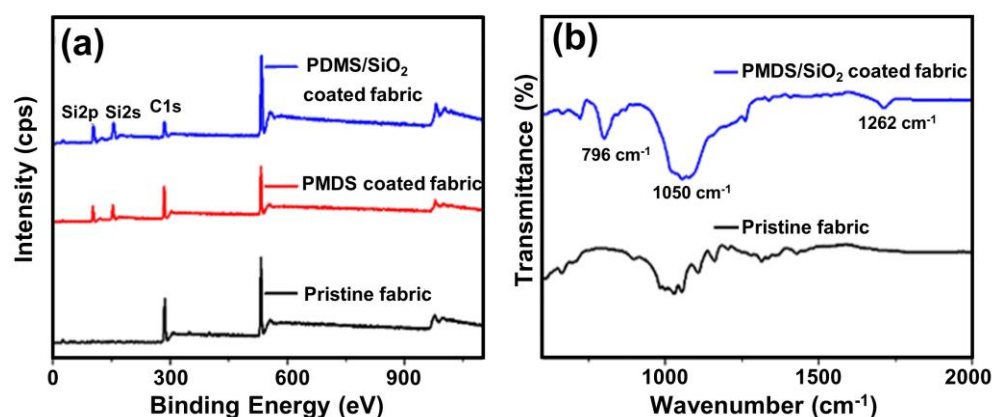 (a)
Intensity (cps)
PDMS/SiO₂
coated fabric
Si2p
Si2s
C1s
PMDS coated fabric
Pristine fabric
0
300
600
900
Binding Energy (eV)
(b)
Transmittance (%)
PMDS/SiO₂ coated fabric
796 cm⁻¹
1050 cm⁻¹
1262 cm⁻¹
Pristine fabric
1000
1500
2000
Wavenumber (cm⁻¹)